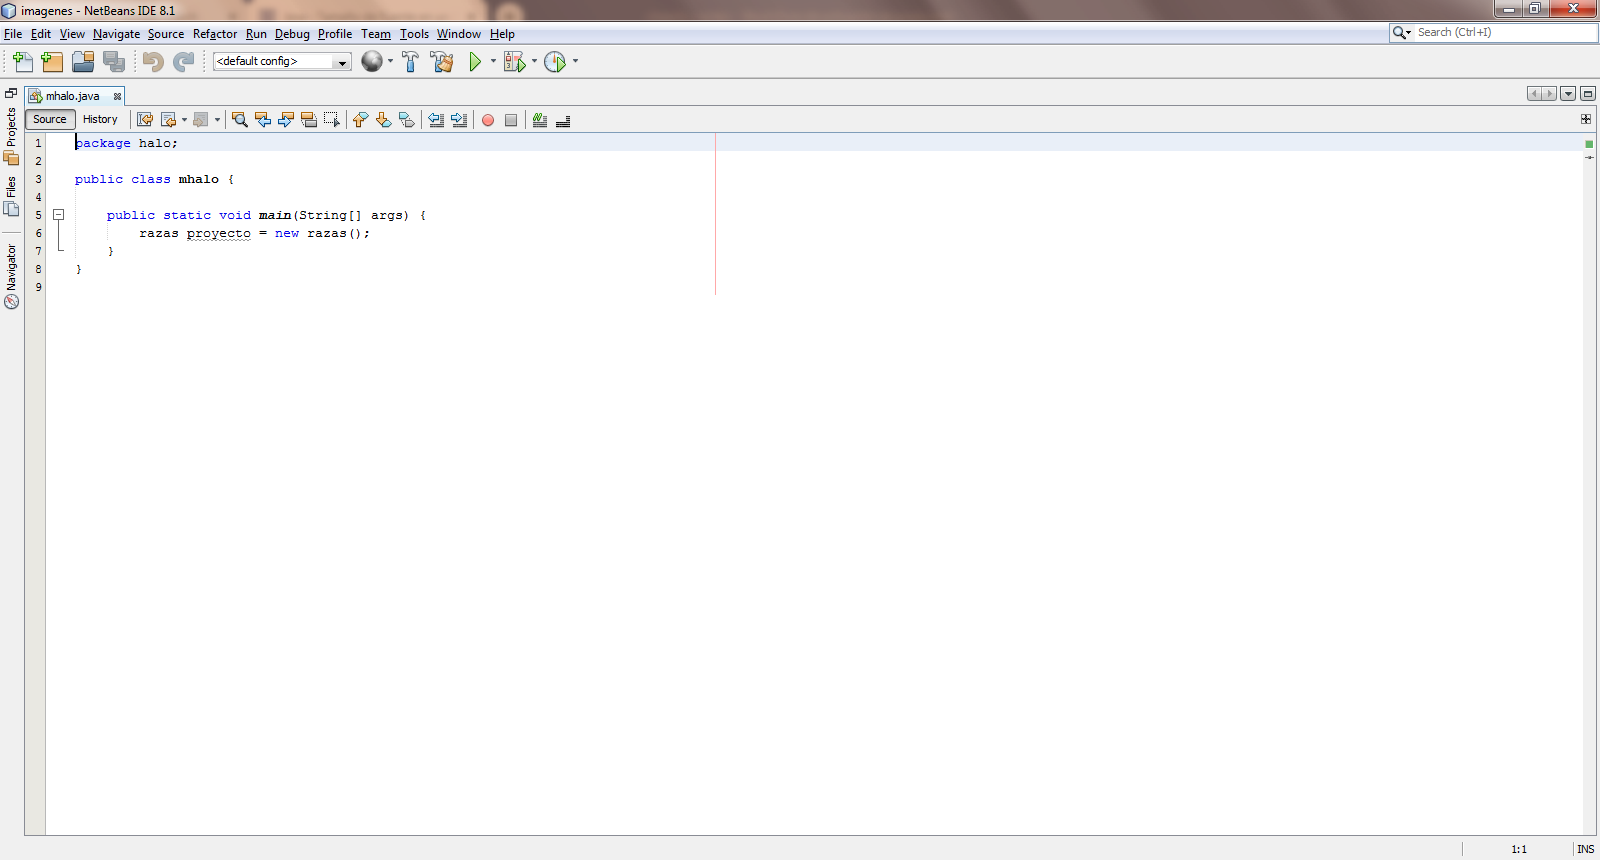 imagenes - NetBeans IDE 8.1
File Edit View Navigate Source Refactor Run Debug Profile Team Tools Window Help
Search (Ctrl+I)
<default config>
mhalo.java
Source History
Projects
Files
Navigator
1 package halo;
2
3 public class mhalo {
4
5 public static void main(String[] args) {
6 razas proyecto = new razas();
7 }
8 }
9
1:1 INS